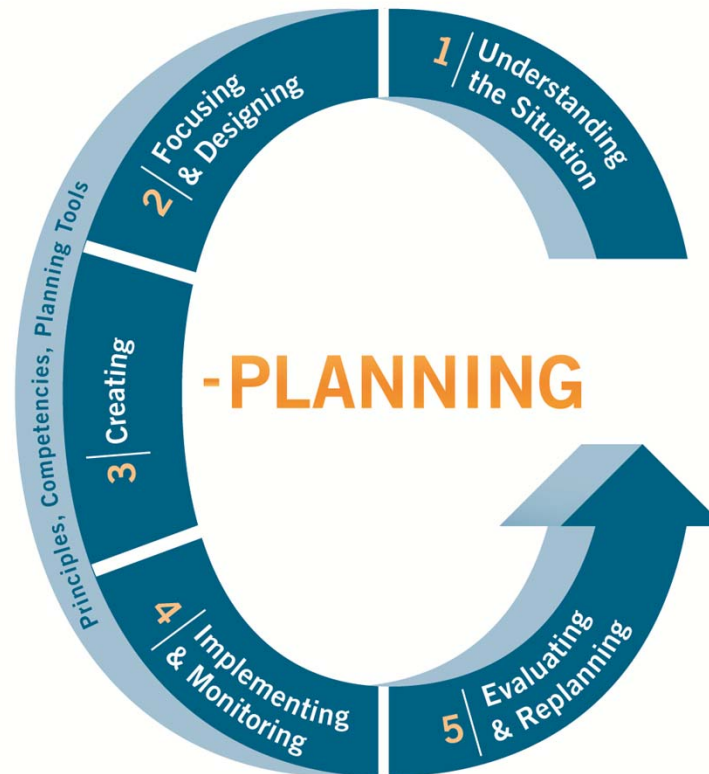 1 Understanding
the Situation
2 Focusing
& Designing
3 Creating
4 Implementing
& Monitoring
5 Evaluating
& Replanning
Principles, Competencies, Planning Tools
-PLANNING